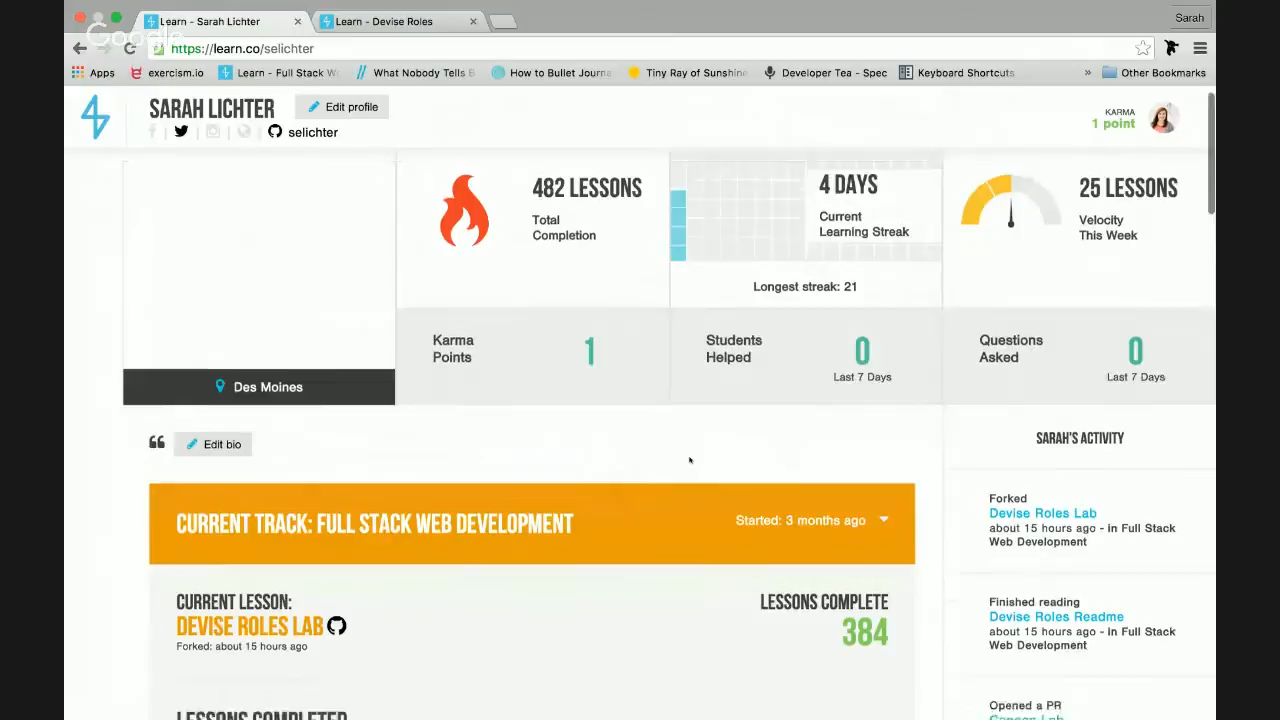 Learn - Sarah Lichter
Learn - Devise Roles
Sarah
Google
https://learn.co/selichter
Apps
exercism.io
Learn - Full Stack W
What Nobody Tells
How to Bullet Journa
Tiny Ray of Sunshine
Developer Tea - Spec
Keyboard Shortcuts
»
Other Bookmarks
SARAH LICHTER
Edit profile
selichter
KARMA
1 point
482 LESSONS
Total
Completion
4 DAYS
Current
Learning Streak
Longest streak: 21
25 LESSONS
Velocity
This Week
Des Moines
Karma
Points
1
Students
Helped
0
Last 7 Days
Questions
Asked
0
Last 7 Days
Edit bio
CURRENT TRACK: FULL STACK WEB DEVELOPMENT
Started: 3 months ago
CURRENT LESSON:
DEVISE ROLES LAB
Forked: about 15 hours ago
LESSONS COMPLETE
384
LESSONS COMPLETED
SARAH'S ACTIVITY
Forked
Devise Roles Lab
about 15 hours ago - in Full Stack
Web Development
Finished reading
Devise Roles Readme
about 15 hours ago - in Full Stack
Web Development
Opened a PR